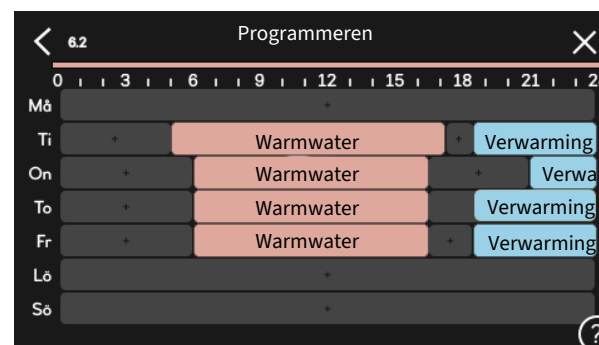 6.2 Programmeren
0 3 6 9 12 15 18 21 2
Må
Ti Warmwater Verwarming
On Warmwater Verwa
To Warmwater Verwarming
Fr Warmwater Verwarming
Lö
Sö
?